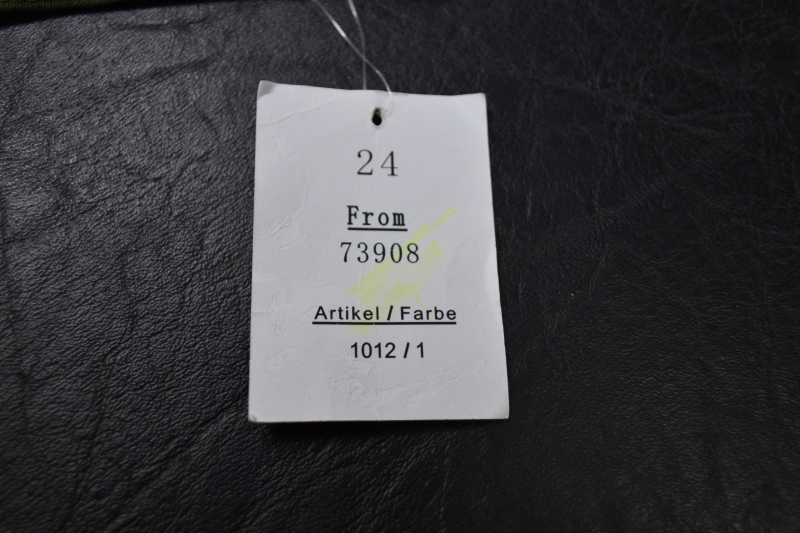 24
From
73908
Artikel / Farbe
1012 / 1